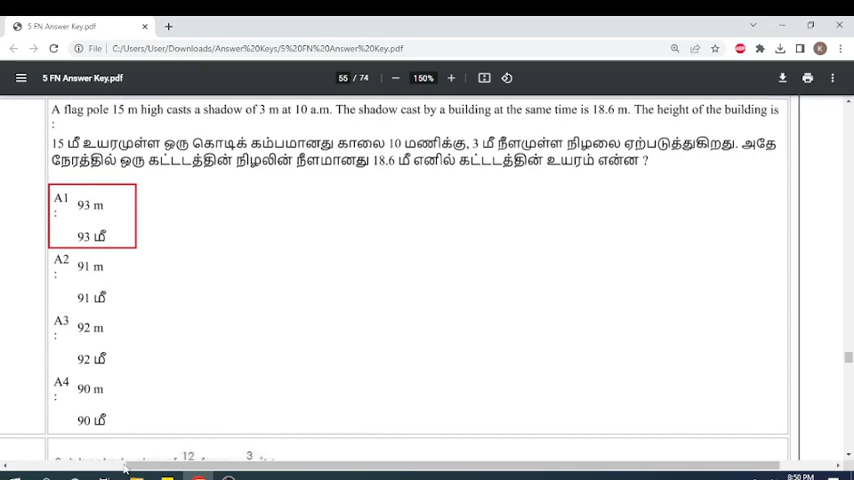 5 FN Answer Key.pdf
File C:/Users/User/Downloads/Answer%20Keys/5%20FN%20Answer%20Key.pdf
ABP
K
5 FN Answer Key.pdf
55 / 74
150%
A flag pole 15 m high casts a shadow of 3 m at 10 a.m. The shadow cast by a building at the same time is 18.6 m. The height of the building is
:
15 மீ உயரமுள்ள ஒரு கொடிக் கம்பமானது காலை 10 மணிக்கு, 3 மீ நீளமுள்ள நிழலை ஏற்படுத்துகிறது. அதே
நேரத்தில் ஒரு கட்டடத்தின் நிழலின் நீளமானது 18.6 மீ எனில் கட்டடத்தின் உயரம் என்ன ?
A1
:
93 m
93 மீ
A2
:
91 m
91 மீ
A3
:
92 m
92 மீ
A4
:
90 m
90 மீ
12
3
8:50 PM